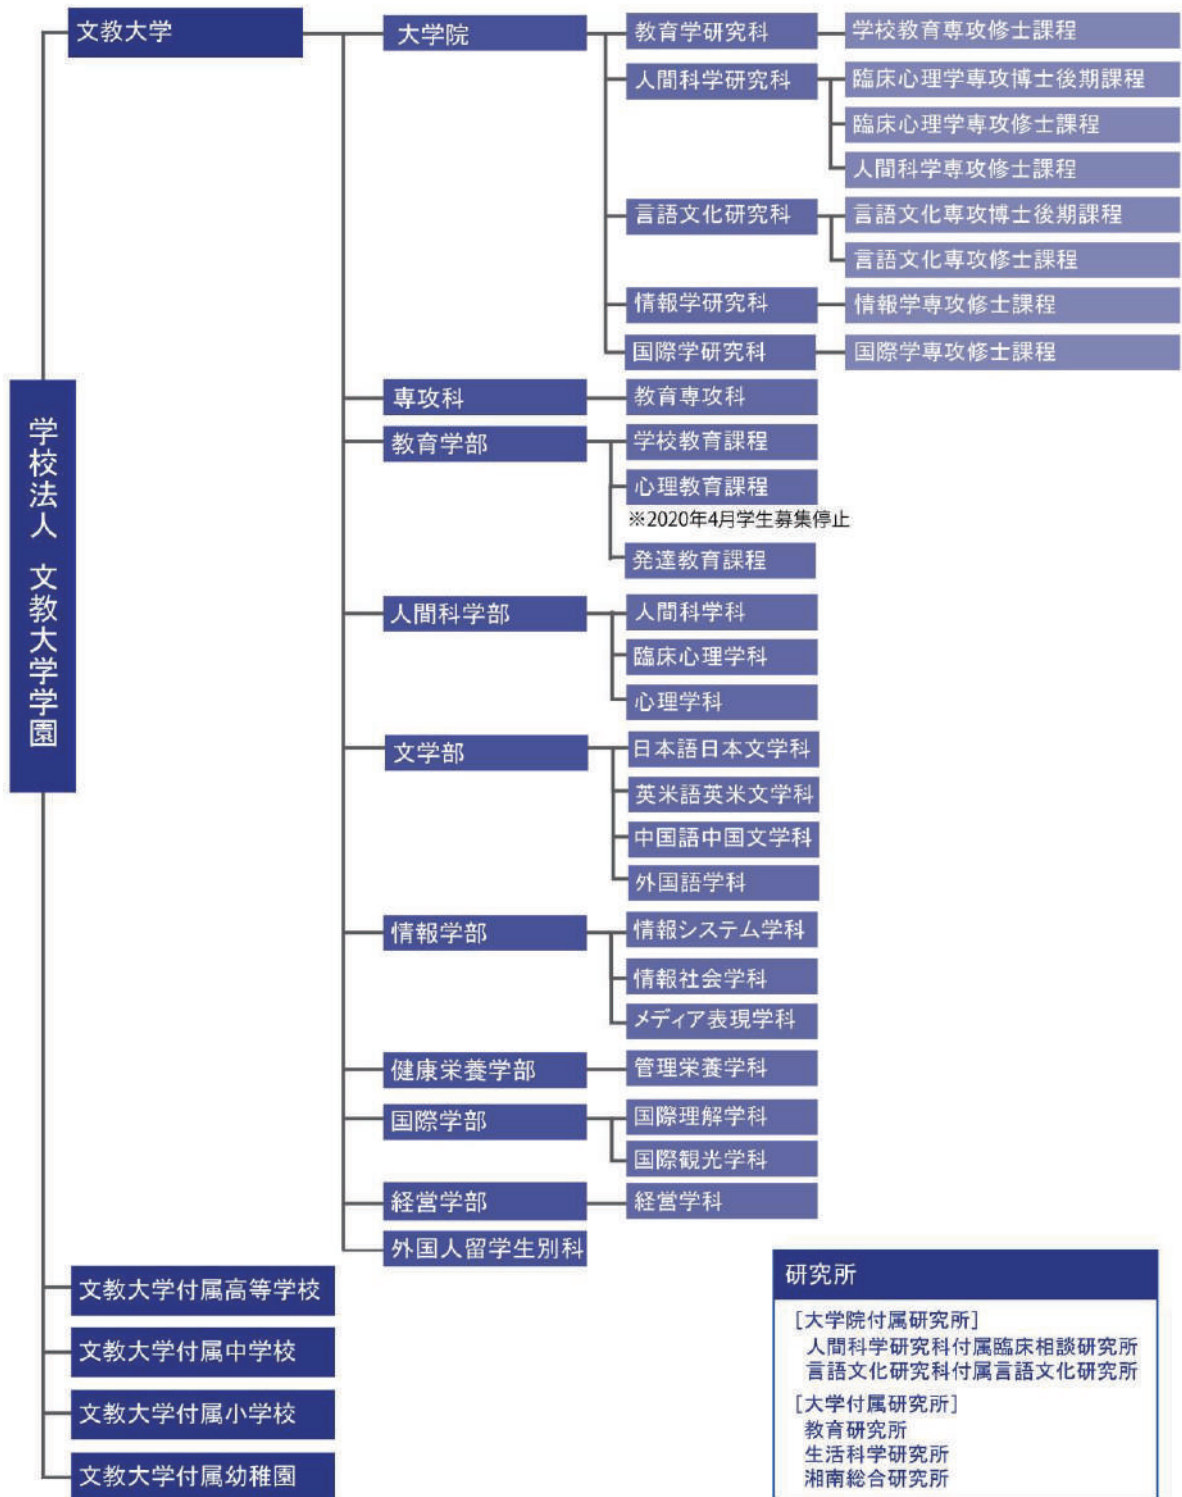 学校法人 文教大学学園
文教大学
大学院
教育学研究科
学校教育専攻修士課程
人間科学研究科
臨床心理学専攻博士後期課程
臨床心理学専攻修士課程
人間科学専攻修士課程
言語文化研究科
言語文化専攻博士後期課程
言語文化専攻修士課程
情報学研究科
情報学専攻修士課程
国際学研究科
国際学専攻修士課程
専攻科
教育専攻科
教育学部
学校教育課程
心理教育課程
※2020年4月学生募集停止
発達教育課程
人間科学部
人間科学科
臨床心理学科
心理学科
文学部
日本語日本文学科
英米語英米文学科
中国語中国文学科
外国語学科
情報学部
情報システム学科
情報社会学科
メディア表現学科
健康栄養学部
管理栄養学科
国際学部
国際理解学科
国際観光学科
経営学部
経営学科
外国人留学生別科
文教大学付属高等学校
文教大学付属中学校
文教大学付属小学校
文教大学付属幼稚園
研究所
[大学院付属研究所]
人間科学研究科付属臨床相談研究所
言語文化研究科付属言語文化研究所
[大学付属研究所]
教育研究所
生活科学研究所
湘南総合研究所